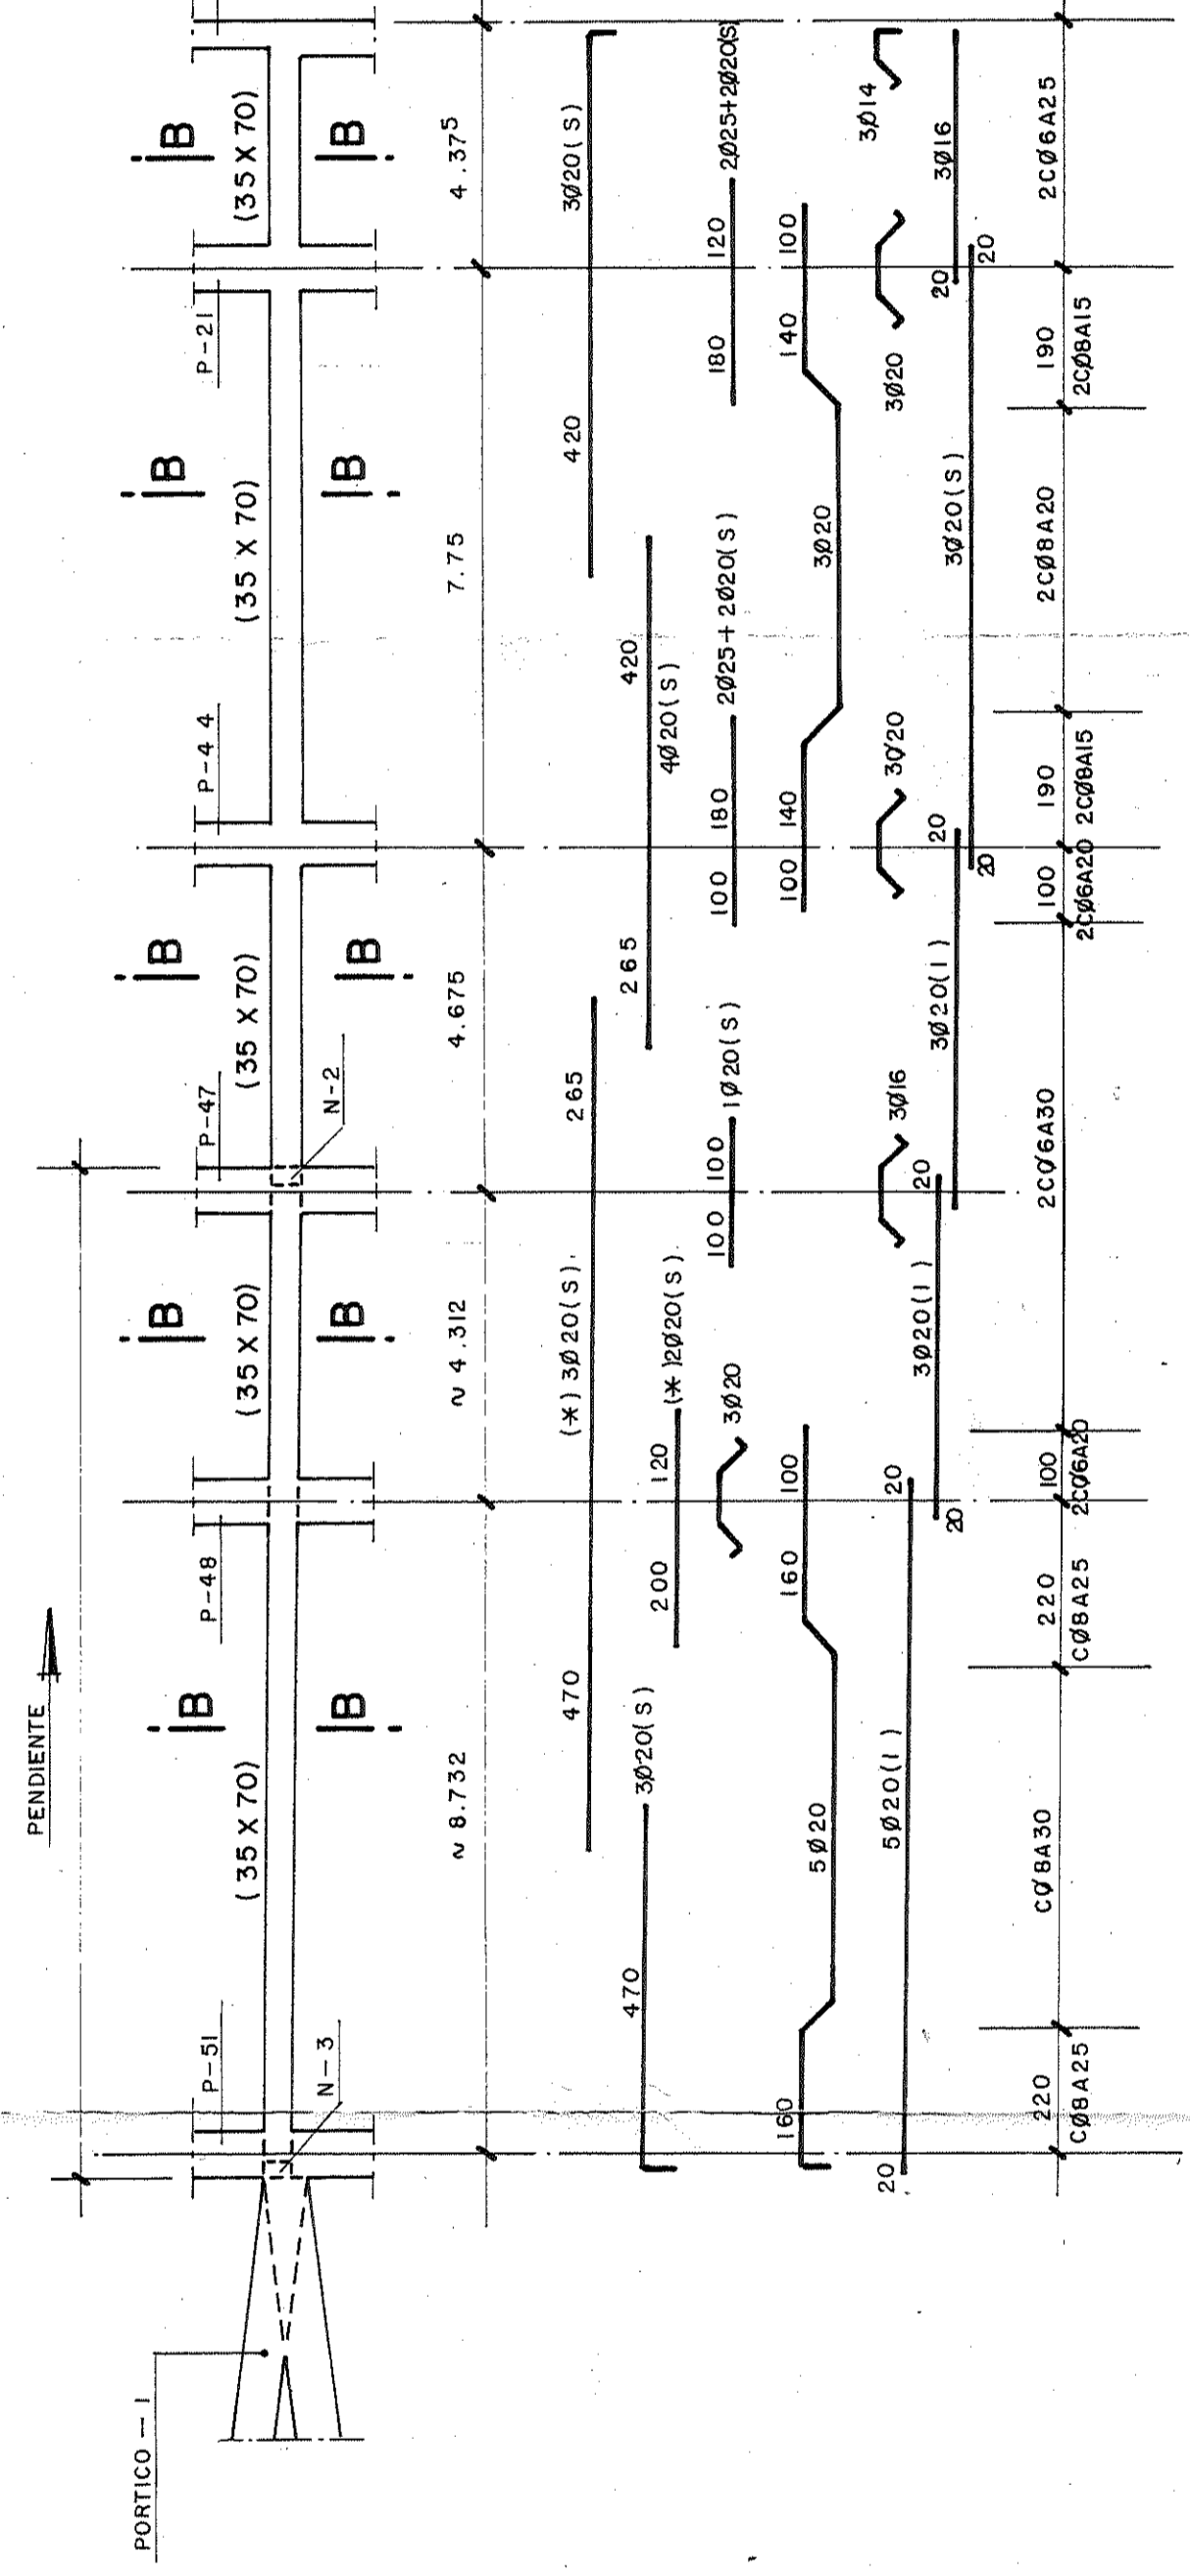 PENDIENTE
PORTICO - 1
B B B B B
(35 X 70) (35 X 70) (35 X 70) (35 X 70) (35 X 70)
P-51 P-48 P-47 P-44 P-21
N-3 N-2
B B B B B
~ 8.732 ~ 4.312 4.675 7.75 4.37⁵
470 (*) 3Ø20(S). 265 420 3Ø20(S)
470 3Ø20(S) 265 420
200 120 (*)2Ø20(S). 4Ø20(S)
3Ø20 100 100 1Ø20(S) 100 180 2Ø25+2Ø20(S) 180 120 2Ø25+2Ø20(S)
160 160 100 100 140 140 100
5Ø20 3Ø20
3Ø16 3Ø20 3Ø20 3Ø14
20 5Ø20(I) 20
20 3Ø20(I) 20
3Ø20(I) 20 20 3Ø16
20 3Ø20(S) 20
220 CØ8A30 220 100 2CØ6A30 100 190 2CØ8A20 190 2CØ6A25
CØ8A25 CØ8A25 2CØ6A20 2CØ6A20 2CØ8A15 2CØ8A15